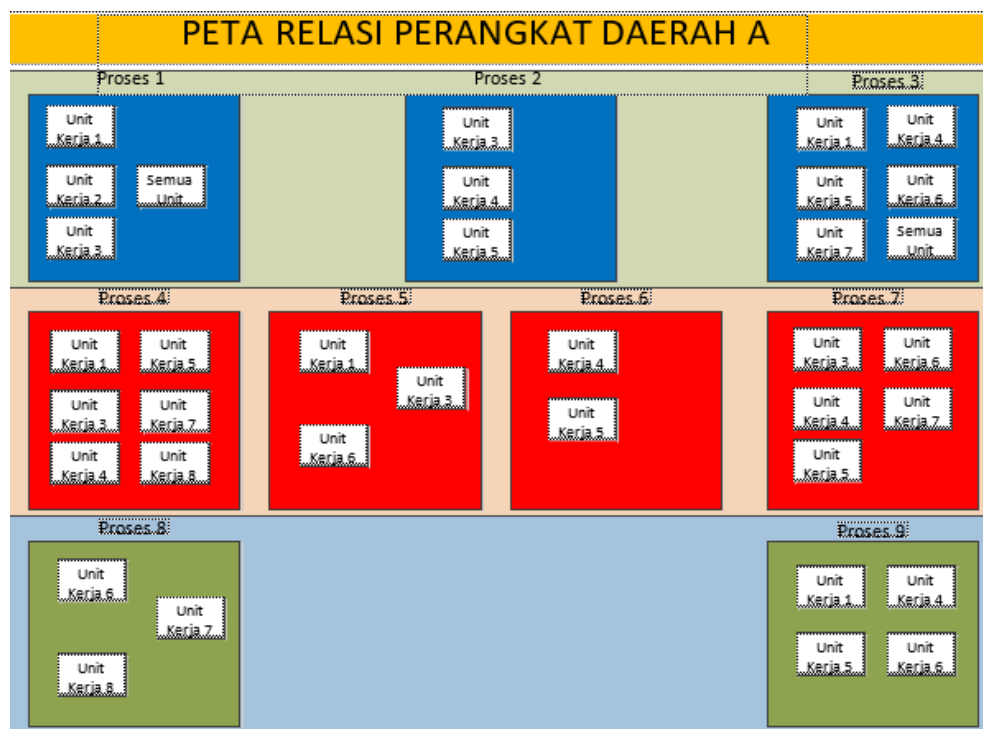 PETA RELASI PERANGKAT DAERAH A
Proses 1
Unit
Kerja 1
Unit
Kerja 2
Semua
Unit
Unit
Kerja 3
Proses 2
Unit
Kerja 3
Unit
Kerja 4
Unit
Kerja 5
Proses 3
Unit
Kerja 1
Unit
Kerja 4
Unit
Kerja 5
Unit
Kerja 6
Unit
Kerja 7
Semua
Unit
Proses 4
Unit
Kerja 1
Unit
Kerja 5
Unit
Kerja 3
Unit
Kerja 7
Unit
Kerja 4
Unit
Kerja 8
Proses 5
Unit
Kerja 1
Unit
Kerja 3
Unit
Kerja 6
Proses 6
Unit
Kerja 4
Unit
Kerja 5
Proses 7
Unit
Kerja 3
Unit
Kerja 6
Unit
Kerja 4
Unit
Kerja 7
Unit
Kerja 5
Proses 8
Unit
Kerja 6
Unit
Kerja 7
Unit
Kerja 8
Proses 9
Unit
Kerja 1
Unit
Kerja 4
Unit
Kerja 5
Unit
Kerja 6